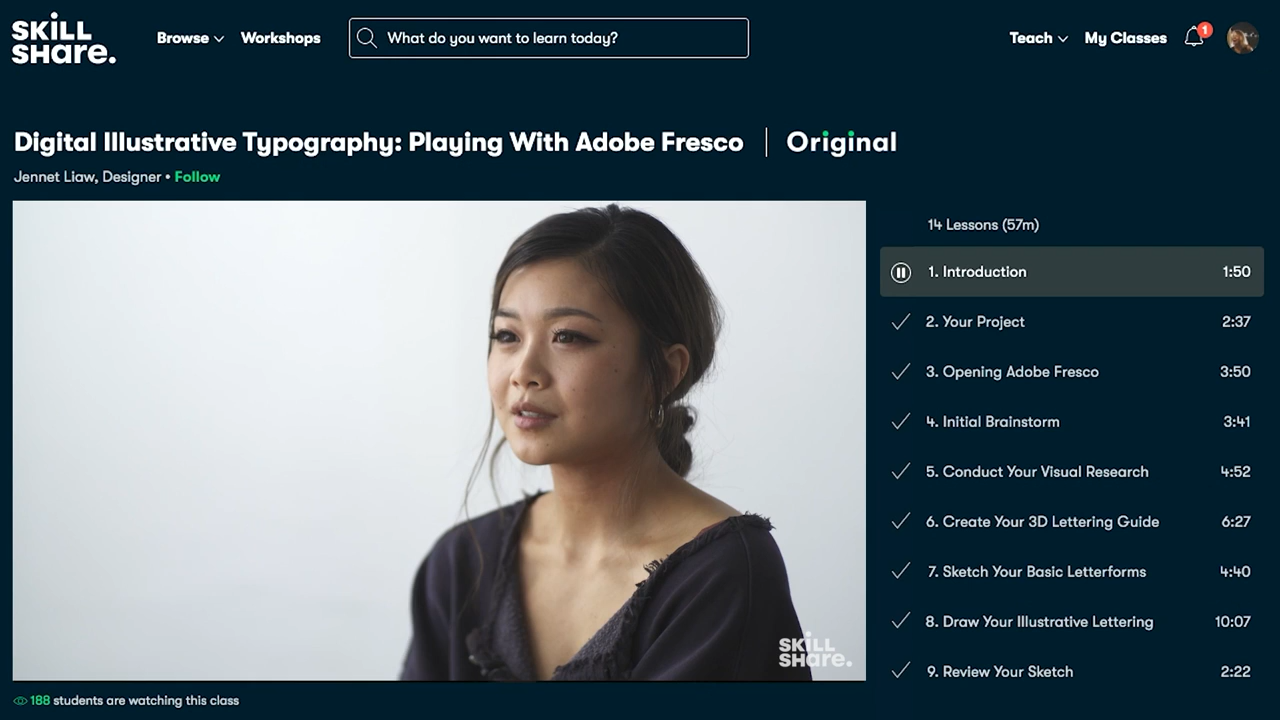 SKILL
SHare.
Browse
Workshops
What do you want to learn today?
Teach
My Classes
1
Digital Illustrative Typography: Playing With Adobe Fresco | Original
Jennet Liaw, Designer • Follow
14 Lessons (57m)
1. Introduction 1:50
2. Your Project 2:37
3. Opening Adobe Fresco 3:50
4. Initial Brainstorm 3:41
5. Conduct Your Visual Research 4:52
6. Create Your 3D Lettering Guide 6:27
7. Sketch Your Basic Letterforms 4:40
8. Draw Your Illustrative Lettering 10:07
9. Review Your Sketch 2:22
SKILL
SHare.
188 students are watching this class